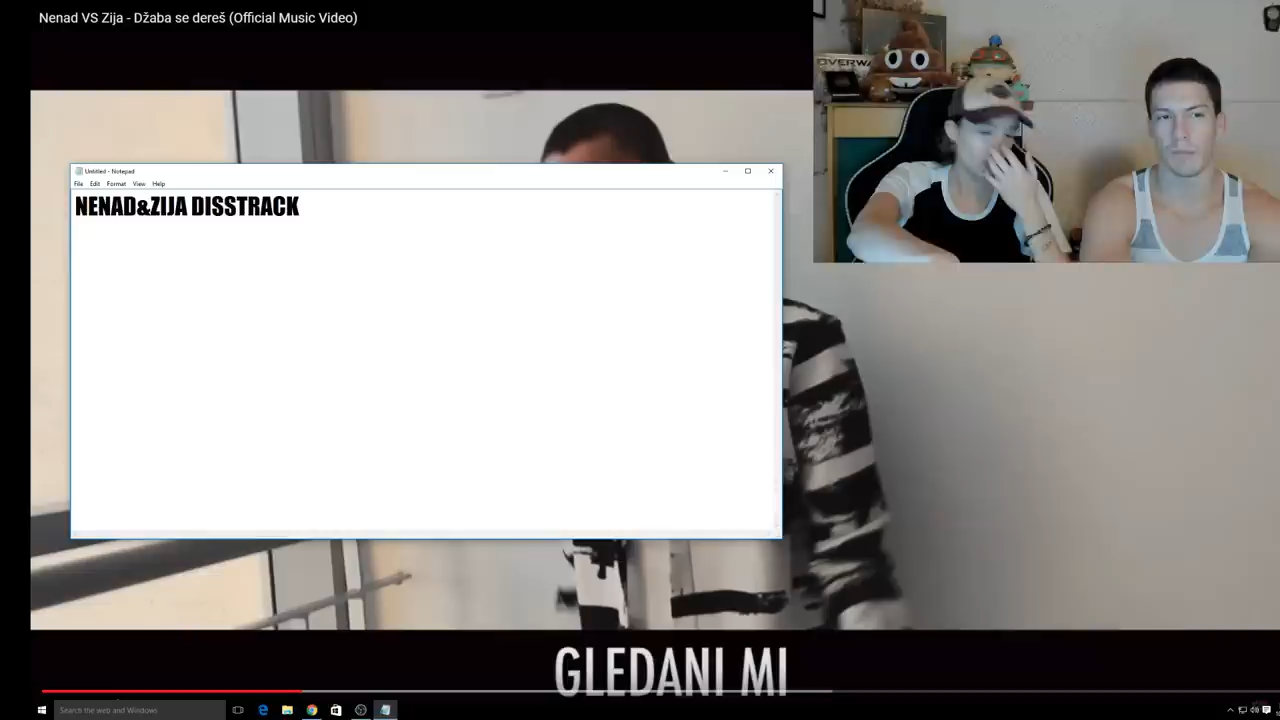 Nenad VS Zija - Džaba se dereš (Official Music Video)
OVERWA
Untitled - Notepad
File Edit Format View Help
NENAD&ZIJA DISSTRACK
GLEDANI MI
Search the web and Windows